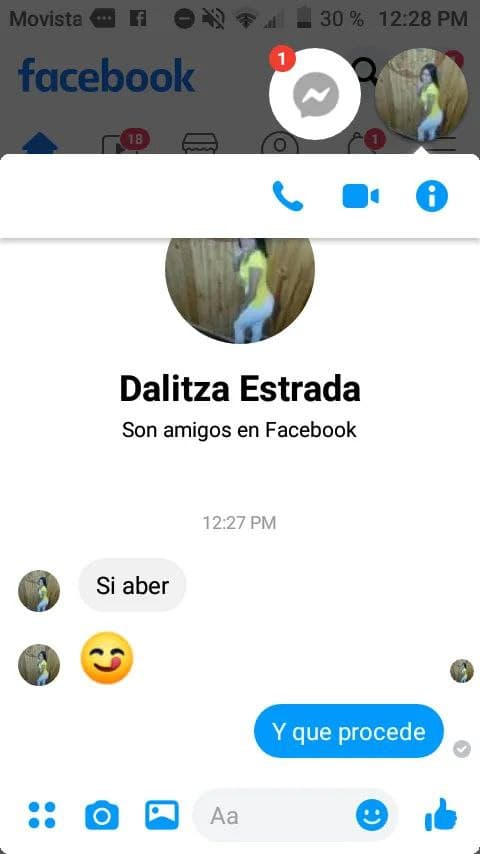 Movista 30 % 12:28 PM
facebook
1
18
1
Dalitza Estrada
Son amigos en Facebook
12:27 PM
Si aber
Y que procede
Aa